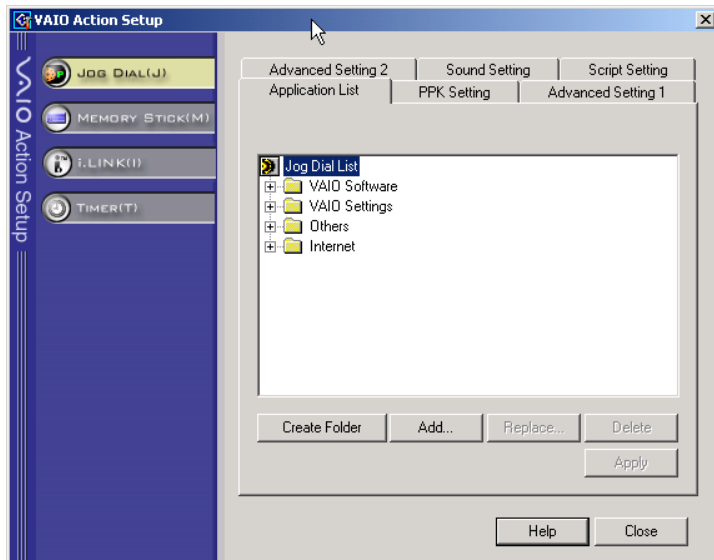 VAIO Action Setup
VAIO Action Setup
JOG DIAL(J)
MEMORY STICK(M)
i.LINK(I)
TIMER(T)
Advanced Setting 2
Sound Setting
Script Setting
Application List
PPK Setting
Advanced Setting 1
Jog Dial List
VAIO Software
VAIO Settings
Others
Internet
Create Folder
Add...
Replace...
Delete
Apply
Help
Close